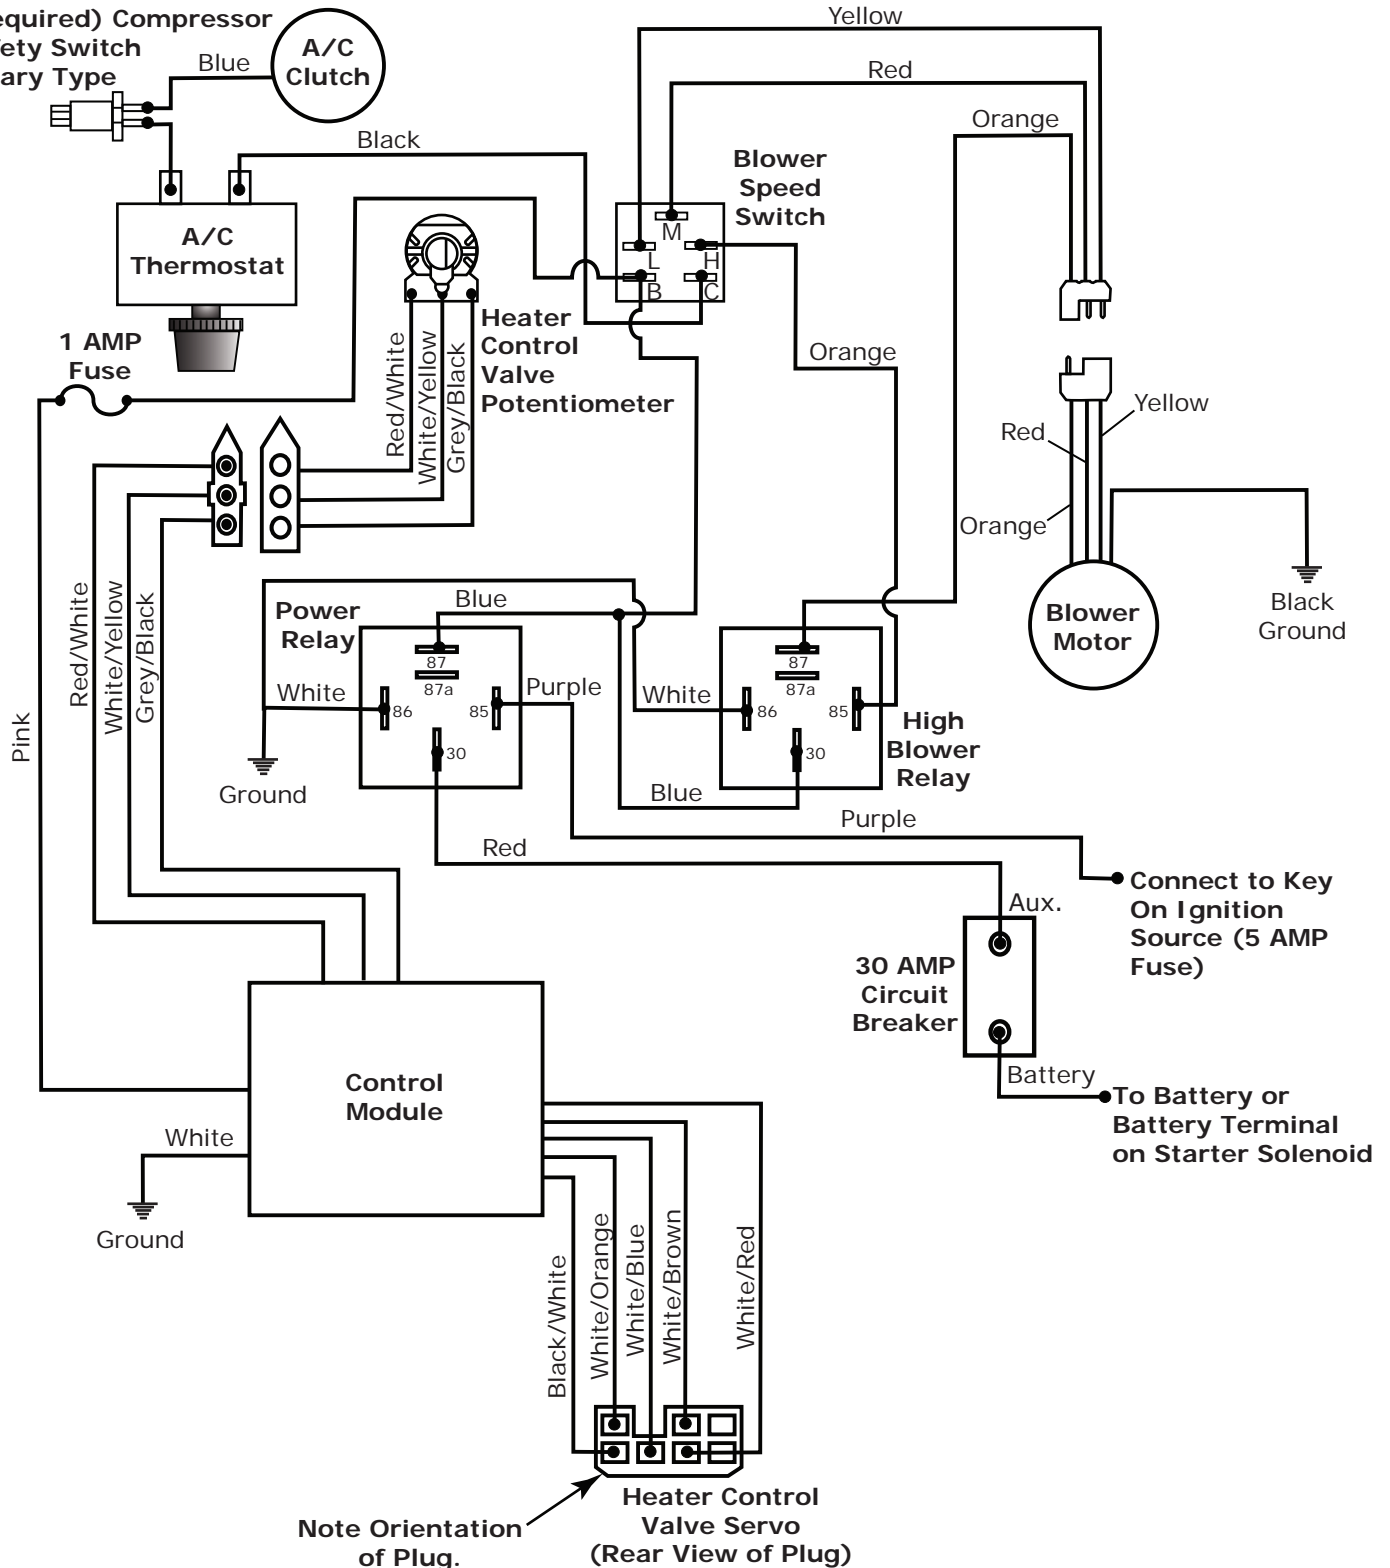 Compressor
Switch
Type
Blue
A/C
Clutch
Yellow
Red
Orange
Black
Blower
Speed
Switch
M
L
H
B
C
A/C
Thermostat
1 AMP
Fuse
Heater
Control
Valve
Potentiometer
Red/White
White/Yellow
Grey/Black
Orange
Yellow
Red
Orange
Blower
Motor
Black
Ground
Red/White
White/Yellow
Grey/Black
Pink
Power
Relay
Blue
87
87a
86
85
30
White
Purple
Ground
White
87
87a
86
85
30
High
Blower
Relay
Blue
Purple
Red
Connect to Key
On Ignition
Source (5 AMP
Fuse)
Aux.
30 AMP
Circuit
Breaker
Battery
To Battery or
Battery Terminal
on Starter Solenoid
Control
Module
White
Ground
Black/White
White/Orange
White/Blue
White/Brown
White/Red
Note Orientation
of Plug.
Heater Control
Valve Servo
(Rear View of Plug)